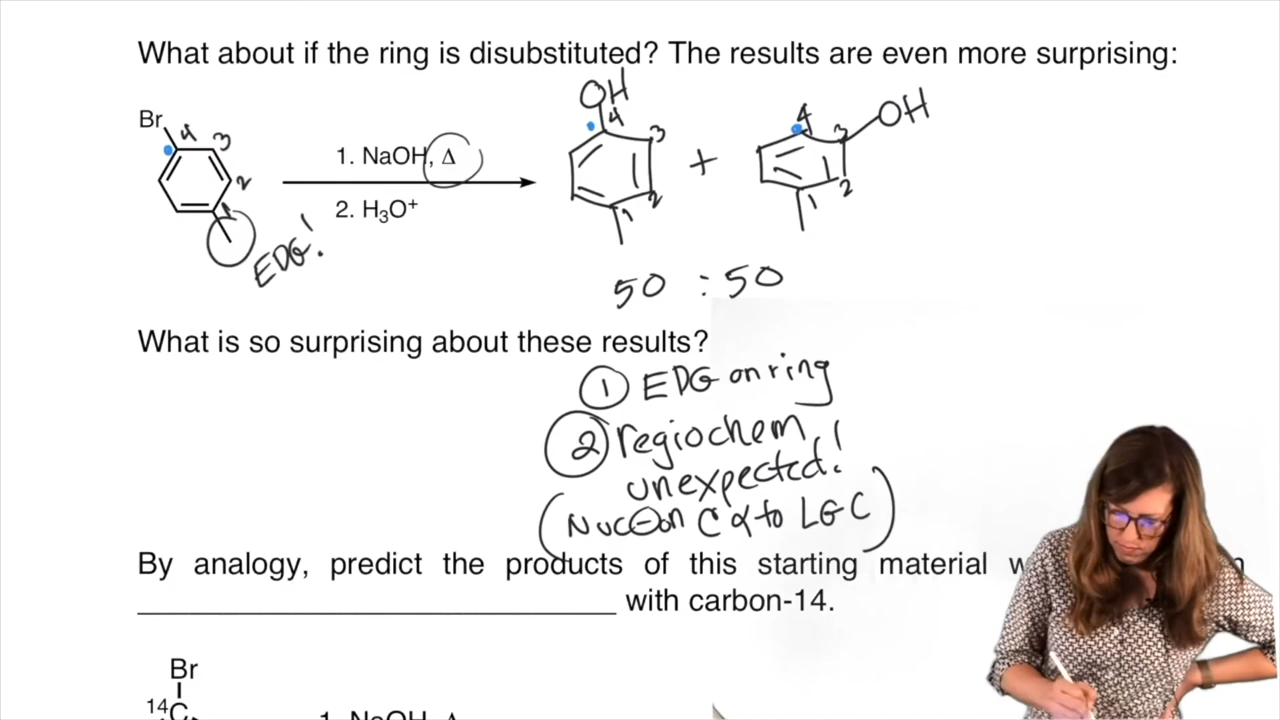 What about if the ring is disubstituted? The results are even more surprising:
OH
OH
Br
4
3
2
1
4
3
2
1
4
3
2
1
1. NaOH, Δ
2. H₃O⁺
+
EDG!
50 : 50
What is so surprising about these results?
① EDG on ring
② regiochem
unexpected!
(Nuc⊖ on C α to LG C)
By analogy, predict the products of this starting material
with carbon-14.
Br
¹⁴C
1. NaOH, Δ